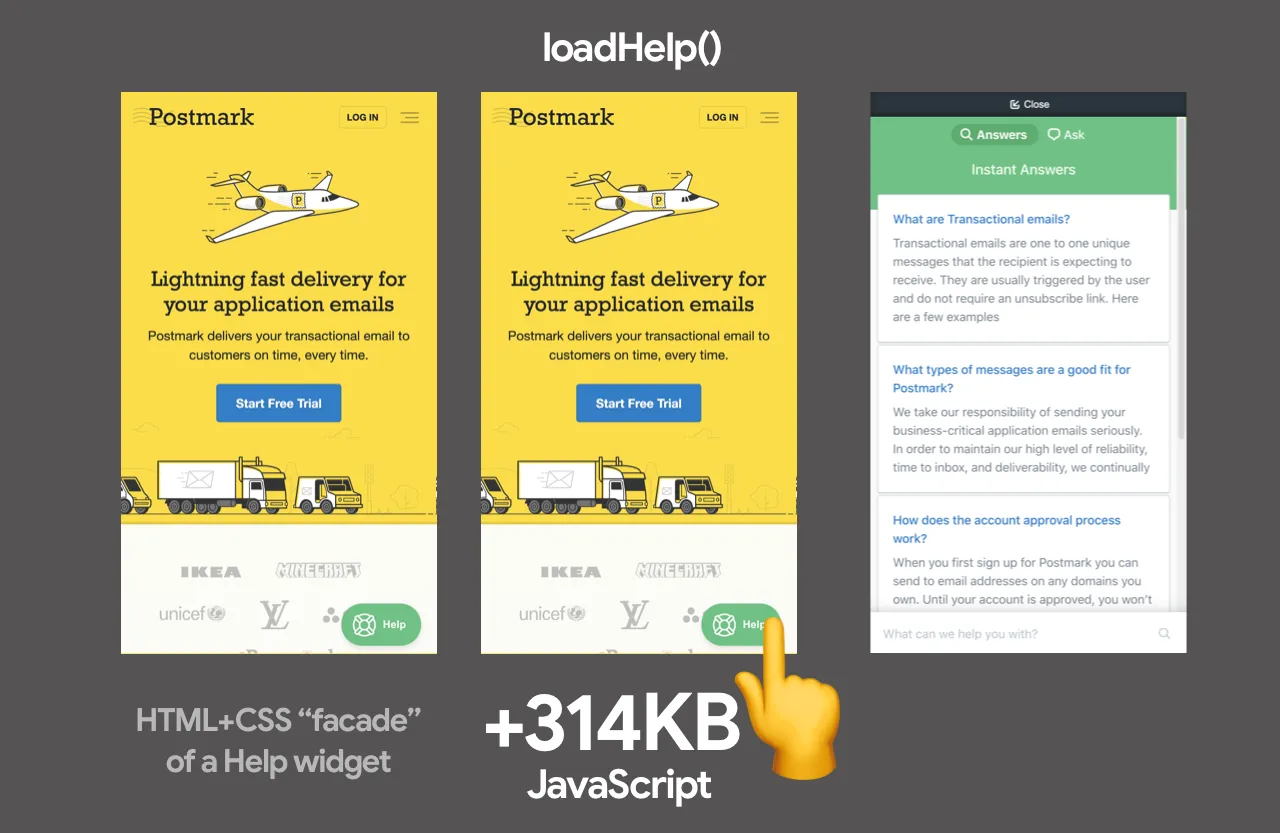 loadHelp()
Postmark
LOG IN
P
Lightning fast delivery for
your application emails
Postmark delivers your transactional email to
customers on time, every time.
Start Free Trial
IKEA
MINECRAFT
unicef
LV
Help
HTML+CSS “facade”
of a Help widget
Postmark
LOG IN
P
Lightning fast delivery for
your application emails
Postmark delivers your transactional email to
customers on time, every time.
Start Free Trial
IKEA
MINECRAFT
unicef
LV
Help
+314KB
JavaScript
Close
Answers
Ask
Instant Answers
What are Transactional emails?
Transactional emails are one to one unique
messages that the recipient is expecting to
receive. They are usually triggered by the user
and do not require an unsubscribe link. Here
are a few examples
What types of messages are a good fit for
Postmark?
We take our responsibility of sending your
business-critical application emails seriously.
In order to maintain our high level of reliability,
time to inbox, and deliverability, we continually
How does the account approval process
work?
When you first sign up for Postmark you can
send to email addresses on any domains you
own. Until your account is approved, you won’t
What can we help you with?